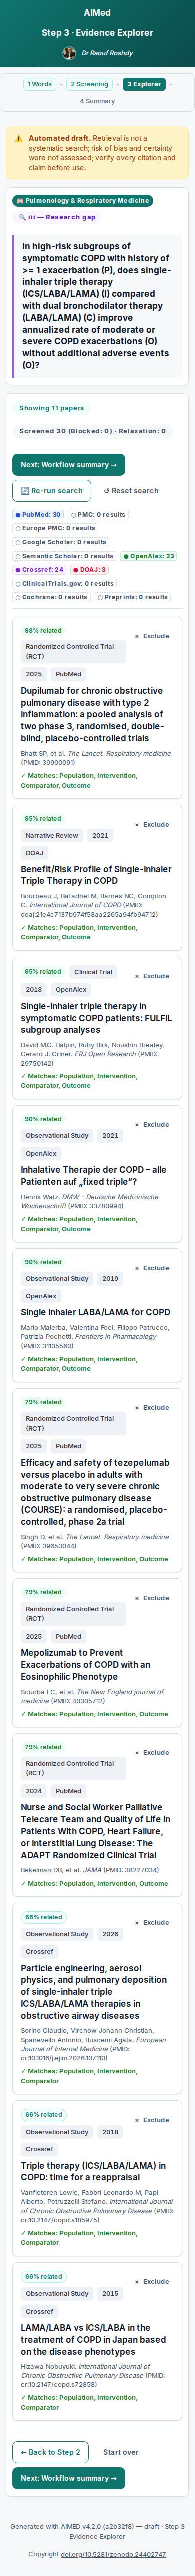 AIMed
Step 3 · Evidence Explorer
Dr Raouf Roshdy
1 Words · 2 Screening · 3 Explorer ·
4 Summary
⚠️ Automated draft. Retrieval is not a
systematic search; risk of bias and certainty
were not assessed; verify every citation and
claim before use.
🫁 Pulmonology & Respiratory Medicine
🔍 iii — Research gap
In high-risk subgroups of
symptomatic COPD with history of
>= 1 exacerbation (P), does single-
inhaler triple therapy
(ICS/LABA/LAMA) (I) compared
with dual bronchodilator therapy
(LABA/LAMA) (C) improve
annualized rate of moderate or
severe COPD exacerbations (O)
without additional adverse events
(O)?
Showing 11 papers
Screened 30 (Blocked: 0) · Relaxation: 0
Next: Workflow summary →
🔄 Re-run search
↺ Reset search
● PubMed: 30
○ PMC: 0 results
○ Europe PMC: 0 results
○ Google Scholar: 0 results
○ Semantic Scholar: 0 results
● OpenAlex: 23
● Crossref: 24
● DOAJ: 3
○ ClinicalTrials.gov: 0 results
○ Cochrane: 0 results
○ Preprints: 0 results
98% related
× Exclude
Randomized Controlled Trial
(RCT)
2025
PubMed
Dupilumab for chronic obstructive
pulmonary disease with type 2
inflammation: a pooled analysis of
two phase 3, randomised, double-
blind, placebo-controlled trials
Bhatt SP, et al. The Lancet. Respiratory medicine
(PMID: 39900091)
✓ Matches: Population, Intervention,
Comparator, Outcome
95% related
× Exclude
Narrative Review
2021
DOAJ
Benefit/Risk Profile of Single-Inhaler
Triple Therapy in COPD
Bourbeau J, Bafadhel M, Barnes NC, Compton
C. International Journal of COPD (PMID:
doaj:21e4c7137b974f58aa2265a94fb94712)
✓ Matches: Population, Intervention,
Comparator, Outcome
95% related
Clinical Trial
× Exclude
2018
OpenAlex
Single-inhaler triple therapy in
symptomatic COPD patients: FULFIL
subgroup analyses
David M.G. Halpin, Ruby Birk, Noushin Brealey,
Gerard J. Criner. ERJ Open Research (PMID:
29750142)
✓ Matches: Population, Intervention,
Comparator, Outcome
90% related
× Exclude
Observational Study
2021
OpenAlex
Inhalative Therapie der COPD – alle
Patienten auf „fixed triple“?
Henrik Watz. DMW - Deutsche Medizinische
Wochenschrift (PMID: 33780994)
✓ Matches: Population, Intervention,
Comparator, Outcome
90% related
× Exclude
Observational Study
2019
OpenAlex
Single Inhaler LABA/LAMA for COPD
Mario Malerba, Valentina Foci, Filippo Patrucco,
Patrizia Pochetti. Frontiers in Pharmacology
(PMID: 31105560)
✓ Matches: Population, Intervention,
Comparator, Outcome
79% related
× Exclude
Randomized Controlled Trial
(RCT)
2025
PubMed
Efficacy and safety of tezepelumab
versus placebo in adults with
moderate to very severe chronic
obstructive pulmonary disease
(COURSE): a randomised, placebo-
controlled, phase 2a trial
Singh D, et al. The Lancet. Respiratory medicine
(PMID: 39653044)
✓ Matches: Population, Intervention, Outcome
79% related
× Exclude
Randomized Controlled Trial
(RCT)
2025
PubMed
Mepolizumab to Prevent
Exacerbations of COPD with an
Eosinophilic Phenotype
Sciurba FC, et al. The New England journal of
medicine (PMID: 40305712)
✓ Matches: Population, Intervention, Outcome
79% related
× Exclude
Randomized Controlled Trial
(RCT)
2024
PubMed
Nurse and Social Worker Palliative
Telecare Team and Quality of Life in
Patients With COPD, Heart Failure,
or Interstitial Lung Disease: The
ADAPT Randomized Clinical Trial
Bekelman DB, et al. JAMA (PMID: 38227034)
✓ Matches: Population, Intervention, Outcome
66% related
× Exclude
Observational Study
2026
Crossref
Particle engineering, aerosol
physics, and pulmonary deposition
of single-inhaler triple
ICS/LABA/LAMA therapies in
obstructive airway diseases
Sorino Claudio, Virchow Johann Christian,
Spanevello Antonio, Buscemi Agata. European
Journal of Internal Medicine (PMID:
cr:10.1016/j.ejim.2026.107110)
✓ Matches: Population, Intervention,
Comparator
66% related
× Exclude
Observational Study
2018
Crossref
Triple therapy (ICS/LABA/LAMA) in
COPD: time for a reappraisal
Vanfleteren Lowie, Fabbri Leonardo M, Papi
Alberto, Petruzzelli Stefano. International Journal
of Chronic Obstructive Pulmonary Disease (PMID:
cr:10.2147/copd.s185975)
✓ Matches: Population, Intervention,
Comparator
66% related
× Exclude
Observational Study
2015
Crossref
LAMA/LABA vs ICS/LABA in the
treatment of COPD in Japan based
on the disease phenotypes
Hizawa Nobuyuki. International Journal of
Chronic Obstructive Pulmonary Disease (PMID:
cr:10.2147/copd.s72858)
✓ Matches: Population, Intervention,
Comparator
← Back to Step 2
Start over
Next: Workflow summary →
Generated with AIMED v4.2.0 (a2b32f8) — draft · Step 3
Evidence Explorer
Copyright doi.org/10.5281/zenodo.24402747